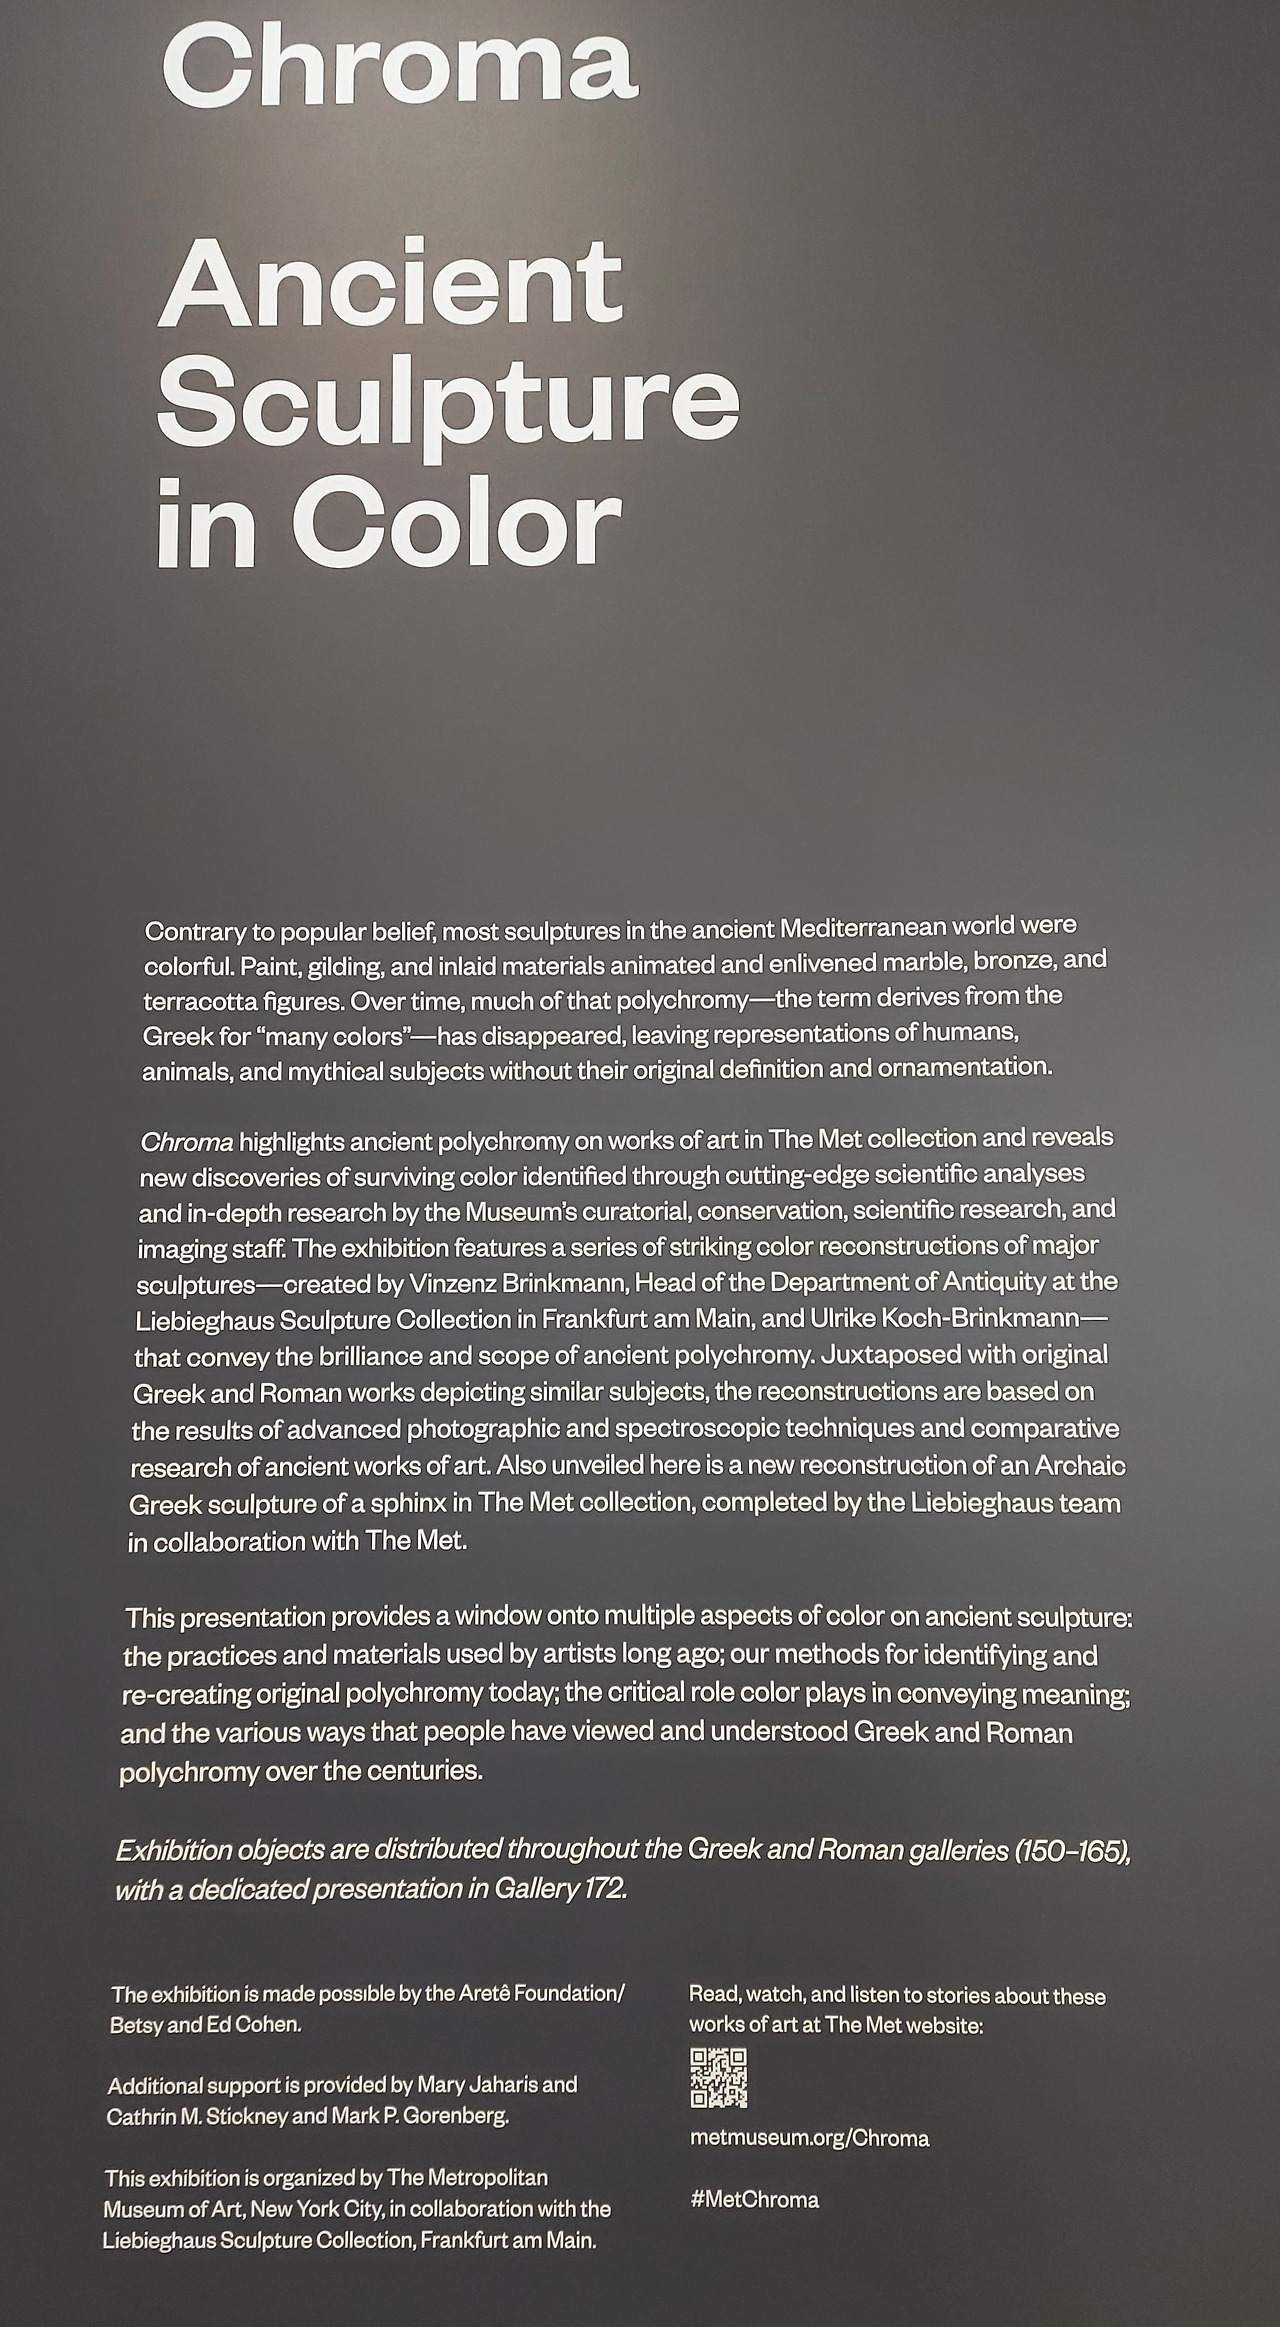 Chroma
Ancient
Sculpture
in Color
Contrary to popular belief, most sculptures in the ancient Mediterranean world were
colorful. Paint, gilding, and inlaid materials animated and enlivened marble, bronze, and
terracotta figures. Over time, much of that polychromy—the term derives from the
Greek for “many colors”—has disappeared, leaving representations of humans,
animals, and mythical subjects without their original definition and ornamentation.
Chroma highlights ancient polychromy on works of art in The Met collection and reveals
new discoveries of surviving color identified through cutting-edge scientific analyses
and in-depth research by the Museum’s curatorial, conservation, scientific research, and
imaging staff. The exhibition features a series of striking color reconstructions of major
sculptures—created by Vinzenz Brinkmann, Head of the Department of Antiquity at the
Liebieghaus Sculpture Collection in Frankfurt am Main, and Ulrike Koch-Brinkmann—
that convey the brilliance and scope of ancient polychromy. Juxtaposed with original
Greek and Roman works depicting similar subjects, the reconstructions are based on
the results of advanced photographic and spectroscopic techniques and comparative
research of ancient works of art. Also unveiled here is a new reconstruction of an Archaic
Greek sculpture of a sphinx in The Met collection, completed by the Liebieghaus team
in collaboration with The Met.
This presentation provides a window onto multiple aspects of color on ancient sculpture:
the practices and materials used by artists long ago; our methods for identifying and
re-creating original polychromy today; the critical role color plays in conveying meaning;
and the various ways that people have viewed and understood Greek and Roman
polychromy over the centuries.
Exhibition objects are distributed throughout the Greek and Roman galleries (150–165),
with a dedicated presentation in Gallery 172.
The exhibition is made possible by the Aretê Foundation/
Betsy and Ed Cohen.
Additional support is provided by Mary Jaharis and
Cathrin M. Stickney and Mark P. Gorenberg.
This exhibition is organized by The Metropolitan
Museum of Art, New York City, in collaboration with the
Liebieghaus Sculpture Collection, Frankfurt am Main.
Read, watch, and listen to stories about these
works of art at The Met website:
metmuseum.org/Chroma
#MetChroma